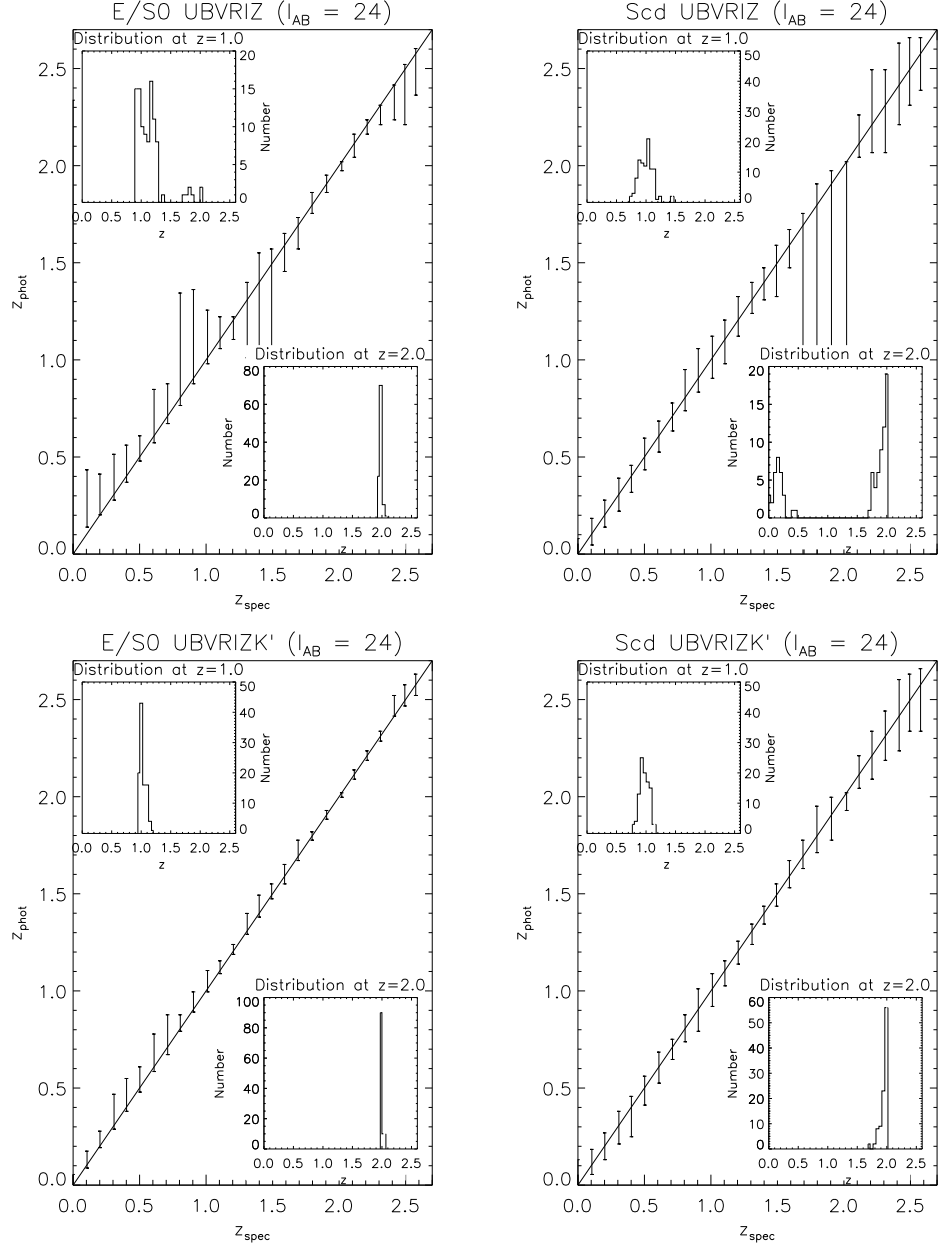 E/S0 UBVRIZ (I_AB = 24)
Distribution at z=1.0
20
15
10
5
0
Number
0.0 0.5 1.0 1.5 2.0 2.5
z
2.5
2.0
1.5
1.0
0.5
0.0
z_phot
Distribution at z=2.0
80
60
40
20
0
Number
0.0 0.5 1.0 1.5 2.0 2.5
z
0.0 0.5 1.0 1.5 2.0 2.5
z_spec
Scd UBVRIZ (I_AB = 24)
Distribution at z=1.0
50
40
30
20
10
0
Number
0.0 0.5 1.0 1.5 2.0 2.5
z
2.5
2.0
1.5
1.0
0.5
0.0
z_phot
Distribution at z=2.0
20
15
10
5
0
Number
0.0 0.5 1.0 1.5 2.0 2.5
z
0.0 0.5 1.0 1.5 2.0 2.5
z_spec
E/S0 UBVRIZK' (I_AB = 24)
Distribution at z=1.0
50
40
30
20
10
0
Number
0.0 0.5 1.0 1.5 2.0 2.5
z
2.5
2.0
1.5
1.0
0.5
0.0
z_phot
Distribution at z=2.0
100
80
60
40
20
0
Number
0.0 0.5 1.0 1.5 2.0 2.5
z
0.0 0.5 1.0 1.5 2.0 2.5
z_spec
Scd UBVRIZK' (I_AB = 24)
Distribution at z=1.0
50
40
30
20
10
0
Number
0.0 0.5 1.0 1.5 2.0 2.5
z
2.5
2.0
1.5
1.0
0.5
0.0
z_phot
Distribution at z=2.0
60
50
40
30
20
10
0
Number
0.0 0.5 1.0 1.5 2.0 2.5
z
0.0 0.5 1.0 1.5 2.0 2.5
z_spec